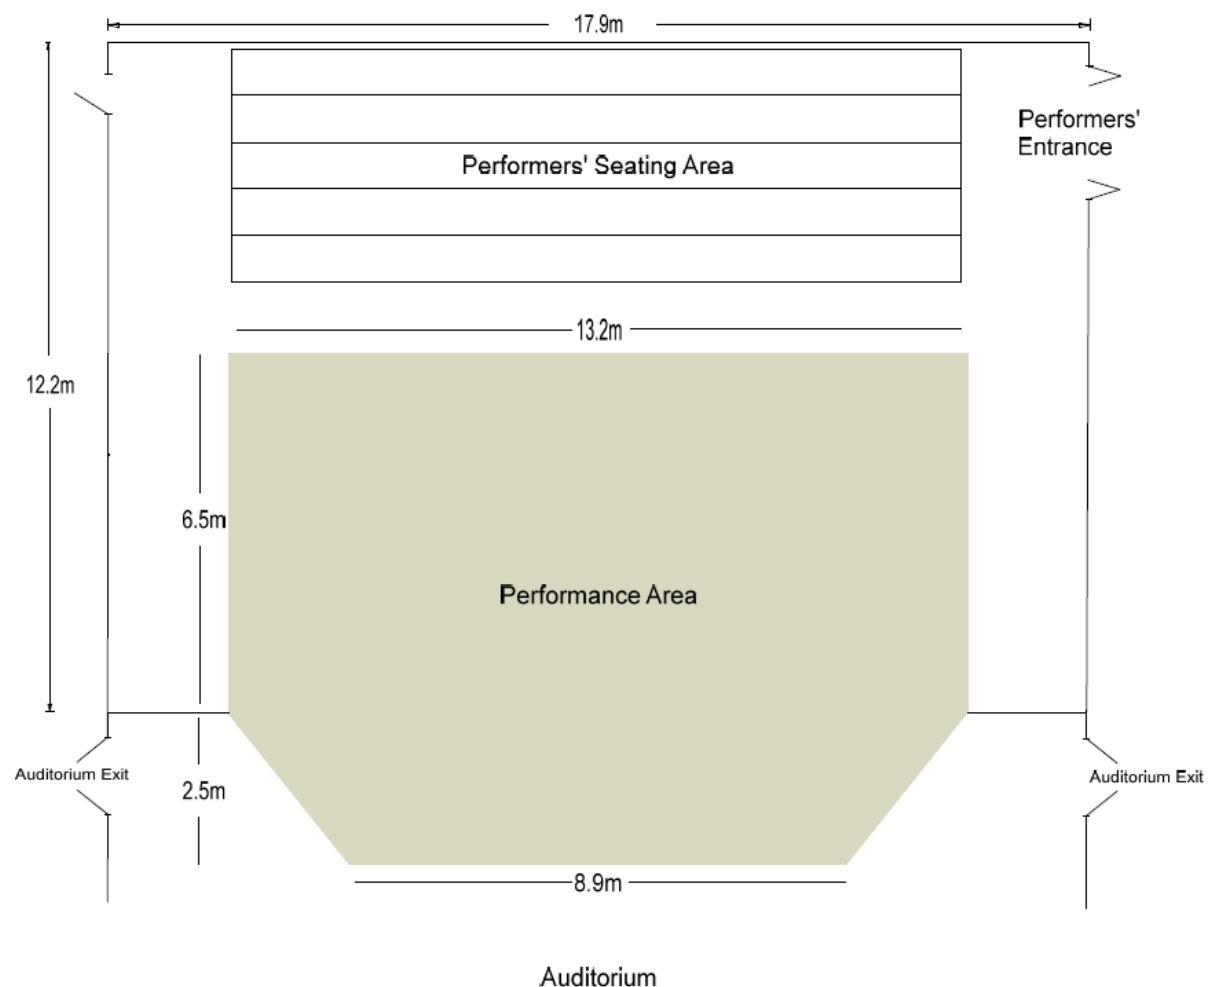 17.9m
Performers'
Entrance
Performers' Seating Area
13.2m
12.2m
6.5m
Performance Area
Auditorium Exit
Auditorium Exit
2.5m
8.9m
Auditorium